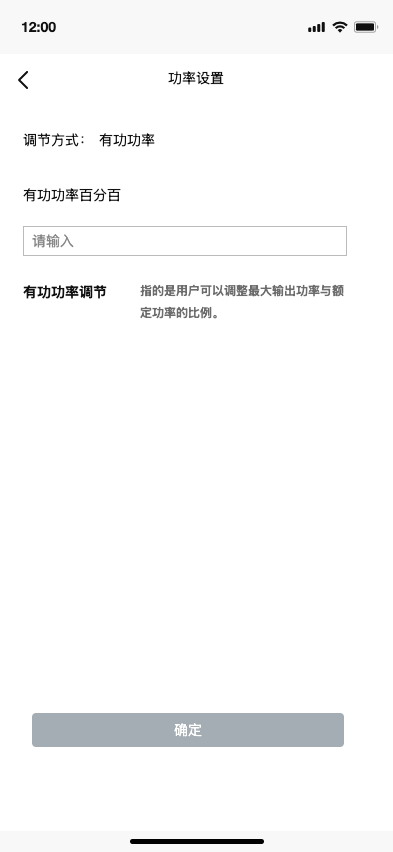 12:00
功率设置
调节方式： 有功功率
有功功率百分百
请输入
有功功率调节
指的是用户可以调整最大输出功率与额
定功率的比例。
确定